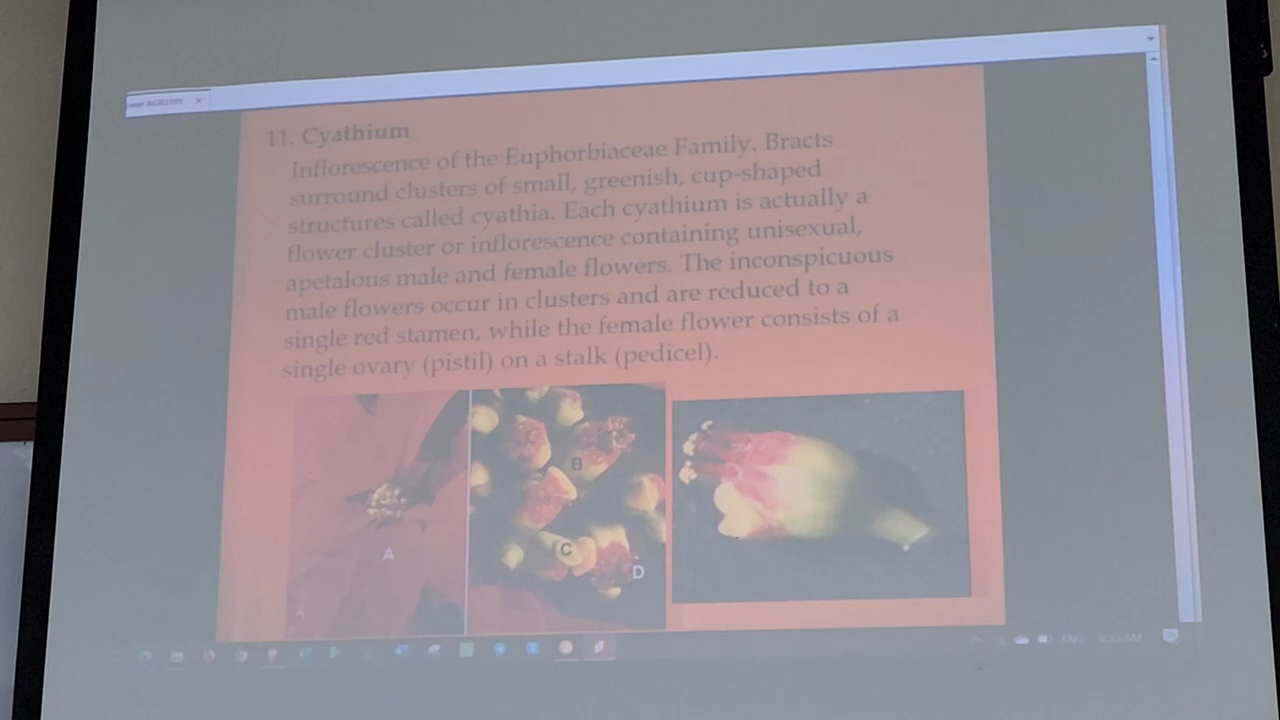 11. Cyathium
Inflorescence of the Euphorbiaceae Family. Bracts
surround clusters of small, greenish, cup-shaped
structures called cyathia. Each cyathium is actually a
flower cluster or inflorescence containing unisexual,
apetalous male and female flowers. The inconspicuous
male flowers occur in clusters and are reduced to a
single red stamen, while the female flower consists of a
single ovary (pistil) on a stalk (pedicel).
A
B
C
D
ENG